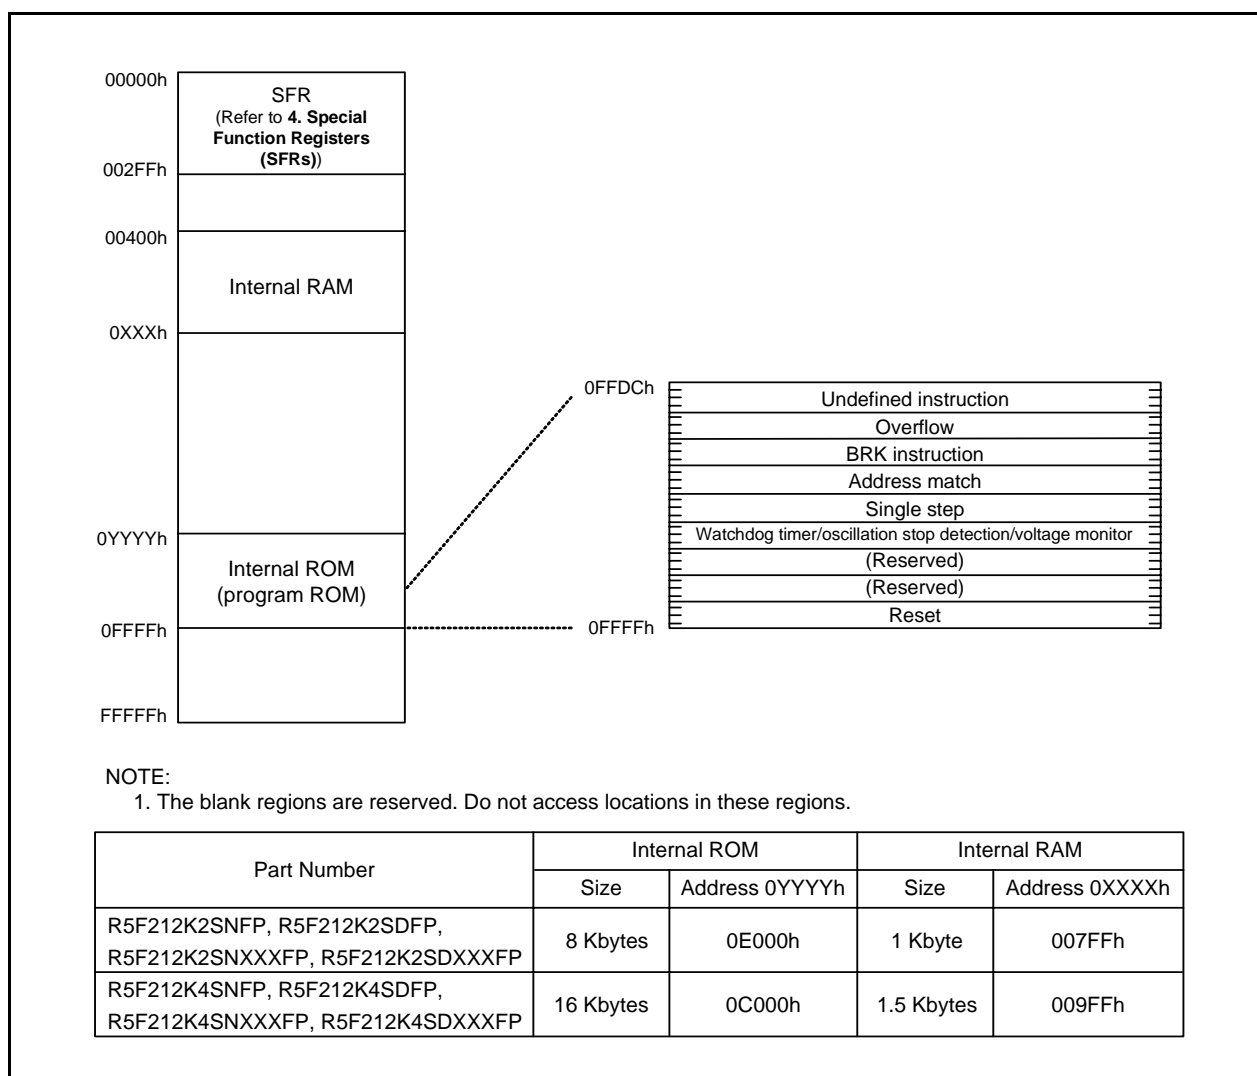 00000h
SFR
(Refer to 4. Special
Function Registers
(SFRs))
002FFh
00400h
Internal RAM
0XXXh
0YYYYh
Internal ROM
(program ROM)
0FFFFh
FFFFFh
0FFDCh
Undefined instruction
Overflow
BRK instruction
Address match
Single step
Watchdog timer/oscillation stop detection/voltage monitor
(Reserved)
(Reserved)
Reset
0FFFFh
NOTE:
1. The blank regions are reserved. Do not access locations in these regions.
Part Number Internal ROM Internal RAM
Size Address 0YYYYh Size Address 0XXXXh
R5F212K2SNFP, R5F212K2SDFP,
R5F212K2SNXXXFP, R5F212K2SDXXXFP
8 Kbytes 0E000h 1 Kbyte 007FFh
R5F212K4SNFP, R5F212K4SDFP,
R5F212K4SNXXXFP, R5F212K4SDXXXFP
16 Kbytes 0C000h 1.5 Kbytes 009FFh